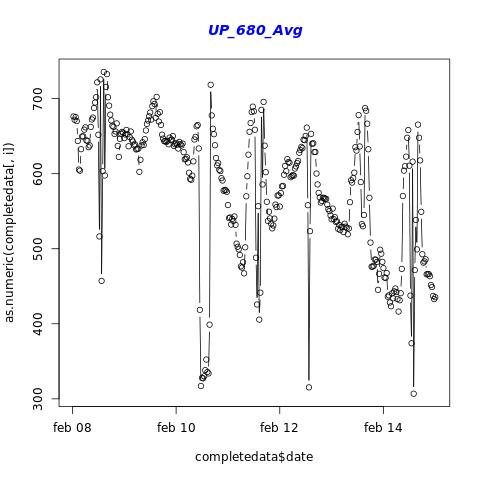 UP_680_Avg
as.numeric(completedata[, i])
700
600
500
400
300
feb 08
feb 10
feb 12
feb 14
completedata$date